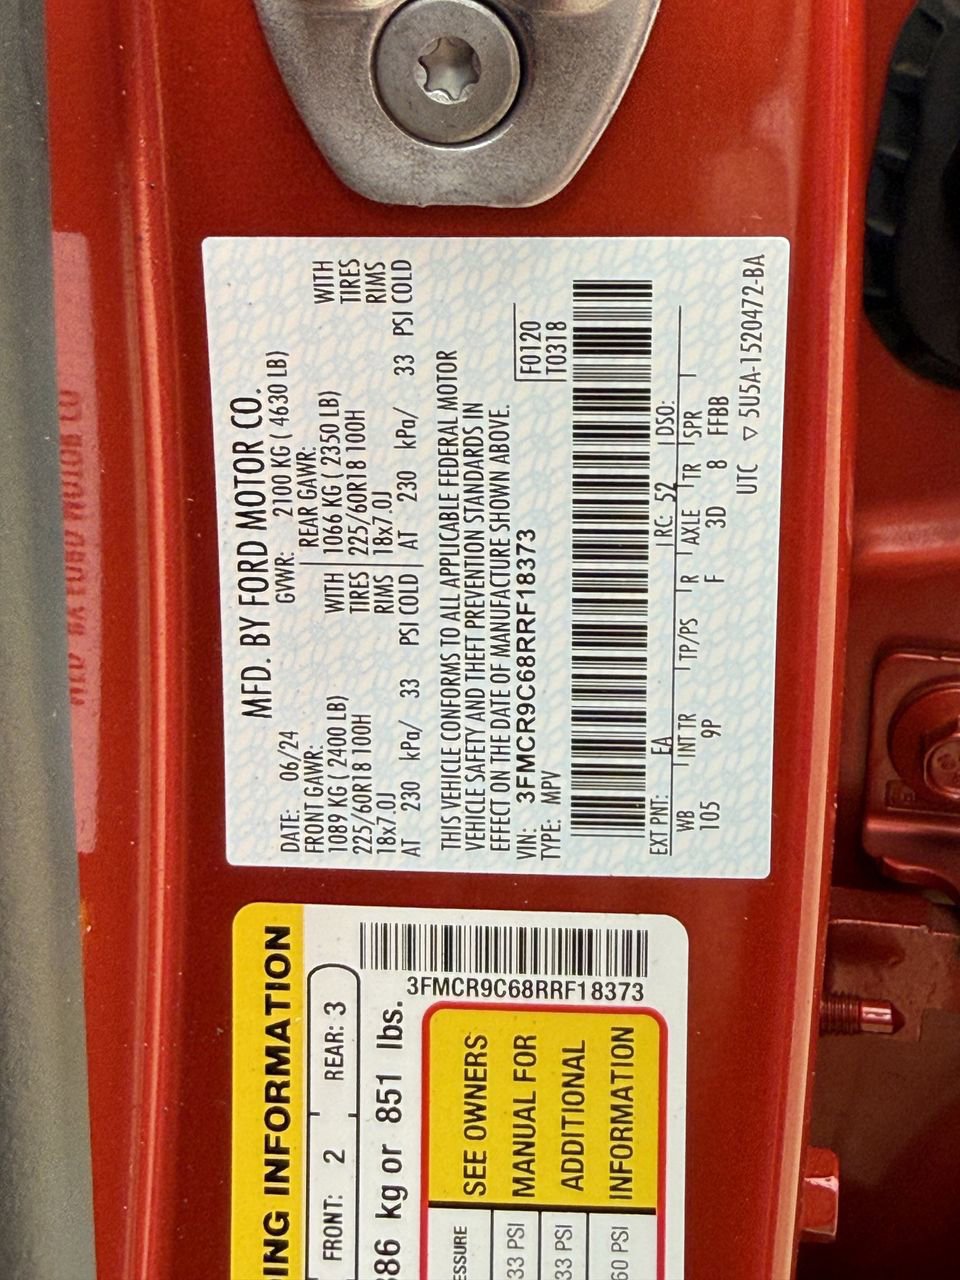 MFD. BY FORD MOTOR CO.
DATE: 06/24 GVWR: 2100 KG ( 4630 LB)
FRONT GAWR: REAR GAWR:
1089 KG ( 2400 LB) WITH 1066 KG ( 2350 LB) WITH
225/60R18 100H TIRES 225/60R18 100H TIRES
18x7.0J RIMS 18x7.0J RIMS
AT 230 kPa/ 33 PSI COLD AT 230 kPa/ 33 PSI COLD
THIS VEHICLE CONFORMS TO ALL APPLICABLE FEDERAL MOTOR
VEHICLE SAFETY AND THEFT PREVENTION STANDARDS IN
EFFECT ON THE DATE OF MANUFACTURE SHOWN ABOVE.
VIN: 3FMCR9C68RRF18373 F0120
TYPE: MPV T0318
EXT PNT: EA RC: 52 DSO:
WB INT TR TP/PS R AXLE TR SPR
105 9P F 3D 8 FFBB
UTC ▽ 5U5A-1520472-BA
ING INFORMATION
FRONT: 2 REAR: 3
386 kg or 851 lbs.
3FMCR9C68RRF18373
ESSURE SEE OWNERS
33 PSI MANUAL FOR
33 PSI ADDITIONAL
60 PSI INFORMATION